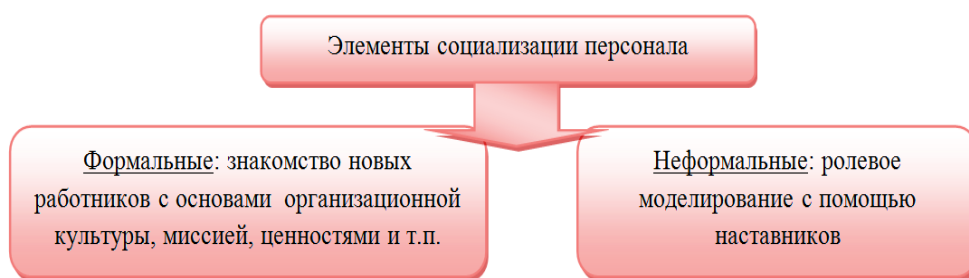 Элементы социализации персонала
Формальные: знакомство новых
работников с основами организационной
культуры, миссией, ценностями и т.п.
Неформальные: ролевое
моделирование с помощью
наставников